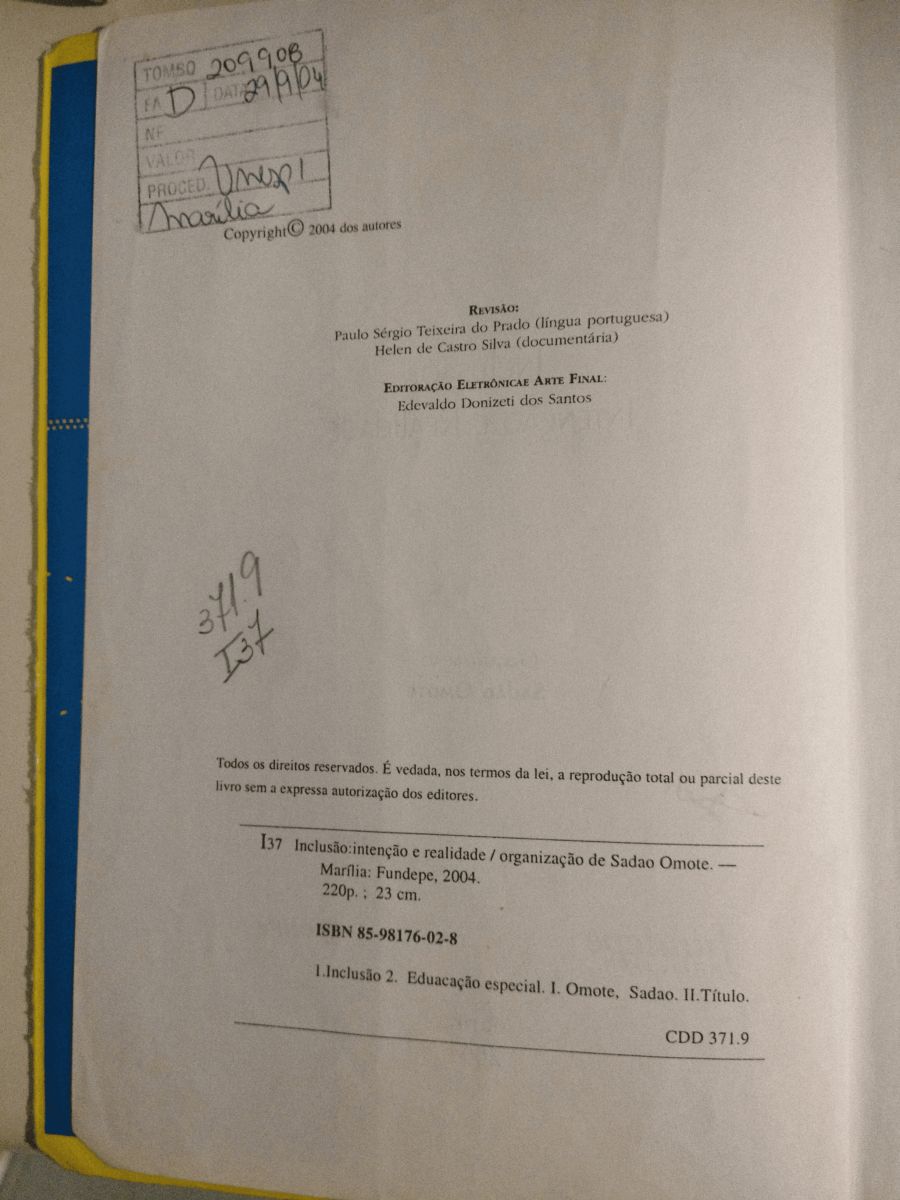 TOMBO 209908
FA D DATA 29/9/04
NF
VALOR
PROCED. Unesp/
Marília
Copyright© 2004 dos autores
REVISÃO:
Paulo Sérgio Teixeira do Prado (língua portuguesa)
Helen de Castro Silva (documentária)
EDITORAÇÃO ELETRÔNICAE ARTE FINAL:
Edevaldo Donizeti dos Santos
371.9
I37
Todos os direitos reservados. É vedada, nos termos da lei, a reprodução total ou parcial deste
livro sem a expressa autorização dos editores.
I37 Inclusão:intenção e realidade / organização de Sadao Omote. —
Marília: Fundepe, 2004.
220p. ; 23 cm.
ISBN 85-98176-02-8
1.Inclusão 2. Eduacação especial. I. Omote, Sadao. II.Título.
CDD 371.9